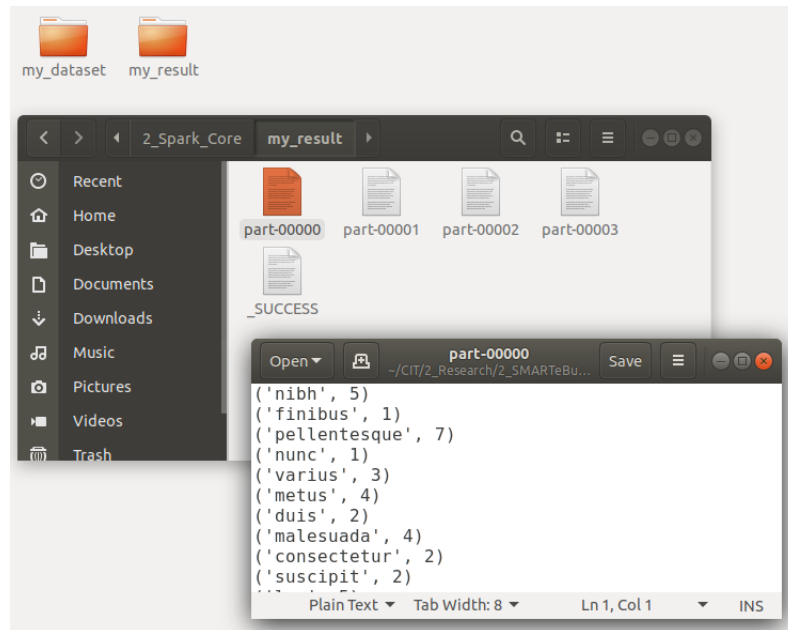 my_dataset my_result
2_Spark_Core my_result
Recent
Home
Desktop
Documents
Downloads
Music
Pictures
Videos
Trash
part-00000 part-00001 part-00002 part-00003
_SUCCESS
Open part-00000 Save
~/CIT/2_Research/2_SMARTeBu...
('nibh', 5)
('finibus', 1)
('pellentesque', 7)
('nunc', 1)
('varius', 3)
('metus', 4)
('duis', 2)
('malesuada', 4)
('consectetur', 2)
('suscipit', 2)
Plain Text Tab Width: 8 Ln 1, Col 1 INS